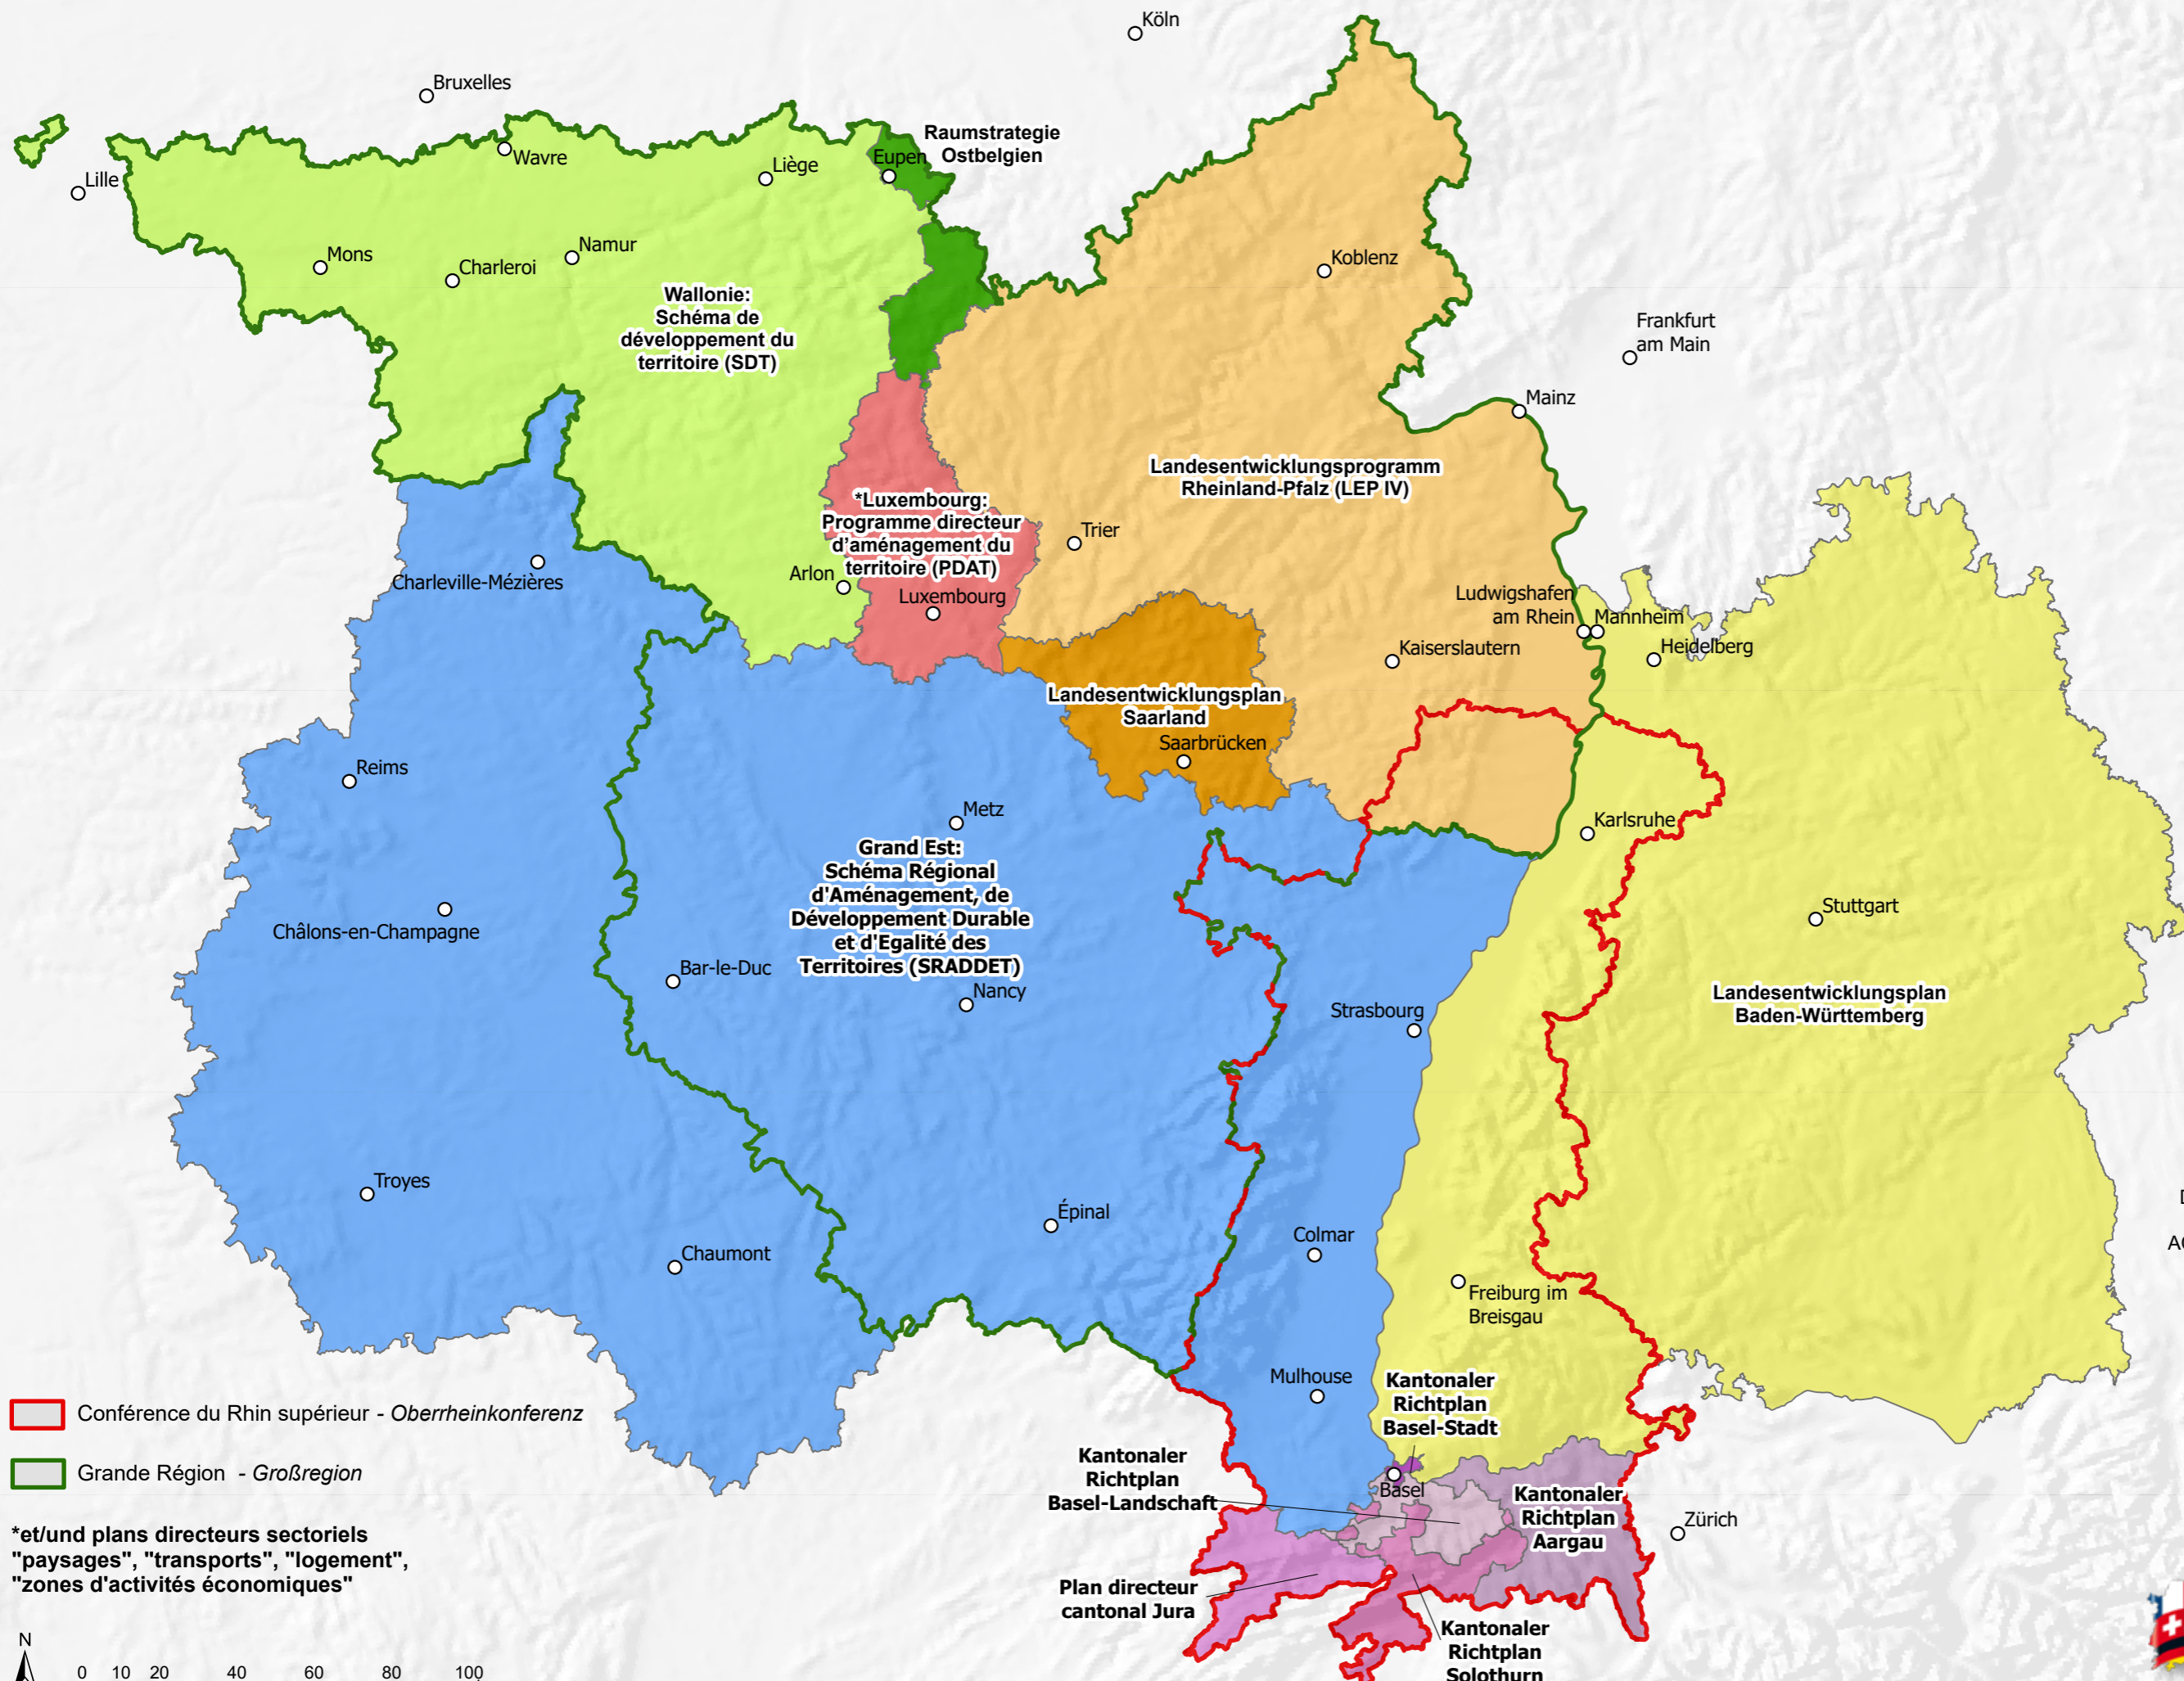 Köln
Bruxelles
Lille
Wavre
Liège
Eupen
Raumstrategie
Ostbelgien
Mons
Charleroi
Namur
Koblenz
Wallonie:
Schéma de
développement du
territoire (SDT)
Frankfurt
am Main
Mainz
Landesentwicklungsprogramm
Rheinland-Pfalz (LEP IV)
*Luxembourg:
Programme directeur
d'aménagement du
territoire (PDAT)
Trier
Arlon
Luxembourg
Charleville-Mézières
Ludwigshafen
am Rhein
Mannheim
Heidelberg
Kaiserslautern
Landesentwicklungsplan
Saarland
Saarbrücken
Reims
Metz
Karlsruhe
Grand Est:
Schéma Régional
d'Aménagement, de
Développement Durable
et d'Egalité des
Territoires (SRADDET)
Châlons-en-Champagne
Bar-le-Duc
Nancy
Stuttgart
Strasbourg
Landesentwicklungsplan
Baden-Württemberg
Troyes
Épinal
Chaumont
Colmar
Freiburg im
Breisgau
Mulhouse
Kantonaler
Richtplan
Basel-Stadt
Conférence du Rhin supérieur - Oberrheinkonferenz
Grande Région - Großregion
Kantonaler
Richtplan
Basel-Landschaft
Basel
Kantonaler
Richtplan
Aargau
Zürich
*et/und plans directeurs sectoriels
"paysages", "transports", "logement",
"zones d'activités économiques"
Plan directeur
cantonal Jura
Kantonaler
Richtplan
Solothurn
N
0 10 20 40 60 80 100